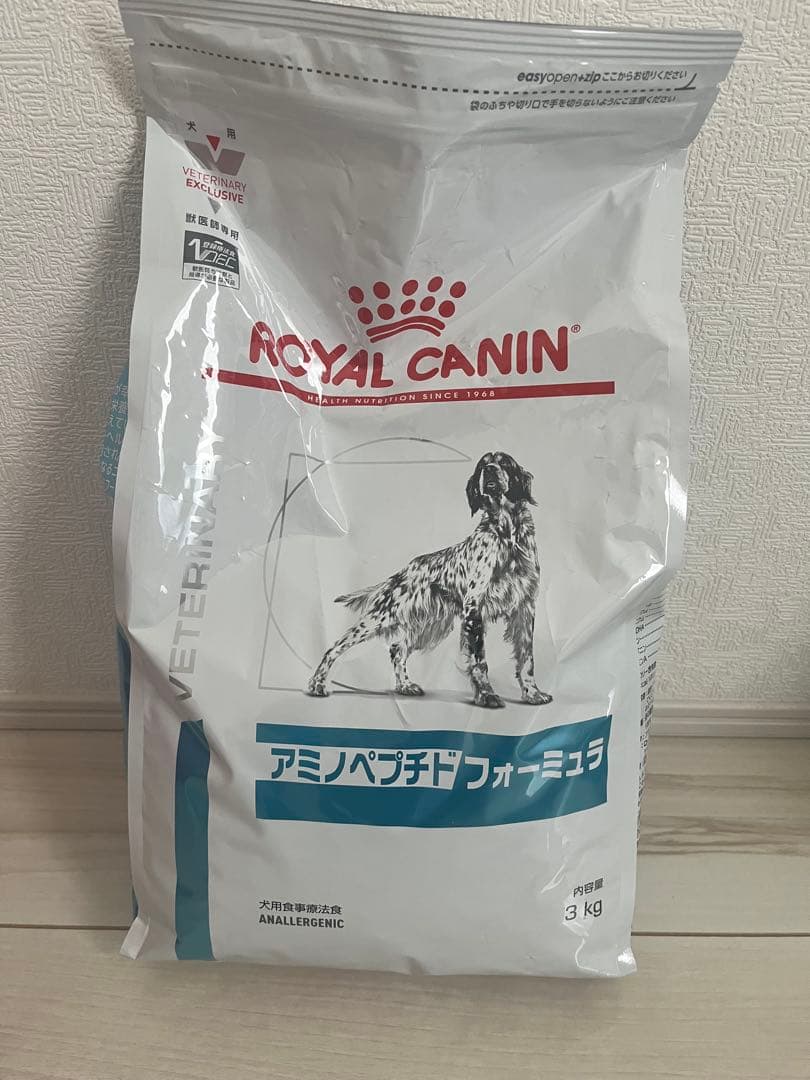 easyopen+zip ここからお切りください
袋のふちや切り口で手を切らないようにご注意ください
犬用
VETERINARY
EXCLUSIVE
獣医師専用
ROYAL CANIN®
HEALTH NUTRITION SINCE 1968
VETERINARY
アミノペプチド フォーミュラ
犬用食事療法食
ANALLERGENIC
内容量
3 kg